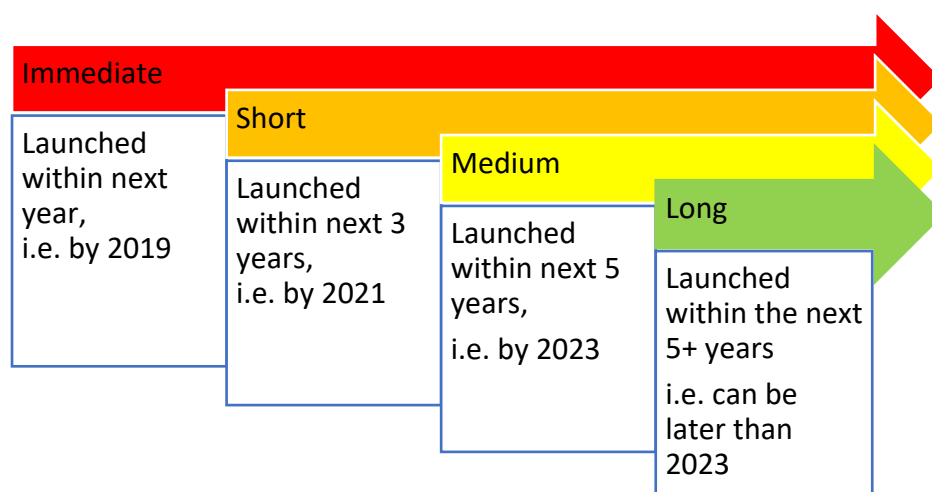 Immediate
Launched
within next
year,
i.e. by 2019
Short
Launched
within next 3
years,
i.e. by 2021
Medium
Launched
within next 5
years,
i.e. by 2023
Long
Launched
within the next
5+ years
i.e. can be
later than
2023